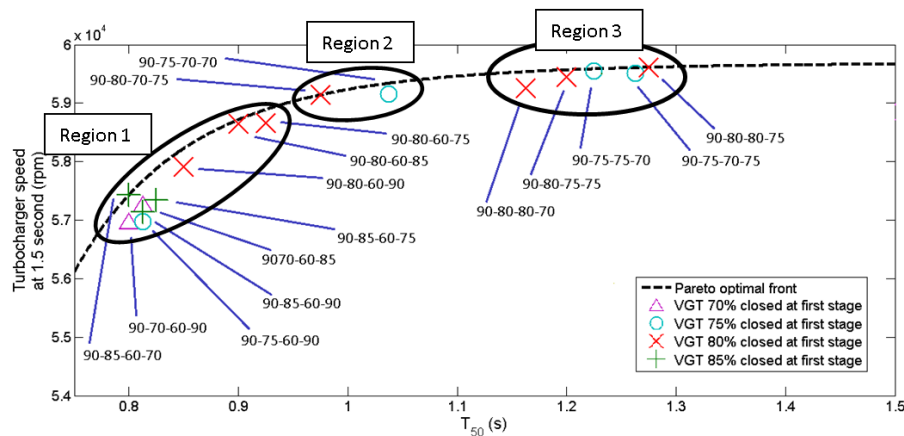 Region 1
Region 2
Region 3
x 10⁴
6
5.9
5.8
5.7
5.6
5.5
5.4
Turbocharger speed
at 1.5 second (rpm)
90-75-70-70
90-80-70-75
90-80-60-75
90-80-60-85
90-80-60-90
90-85-60-75
9070-60-85
90-85-60-90
90-75-60-90
90-70-60-90
90-85-60-70
90-80-80-75
90-75-70-75
90-75-75-70
90-80-75-75
90-80-80-70
Pareto optimal front
VGT 70% closed at first stage
VGT 75% closed at first stage
VGT 80% closed at first stage
VGT 85% closed at first stage
0.8 0.9 1 1.1 1.2 1.3 1.4 1.5
T50 (s)